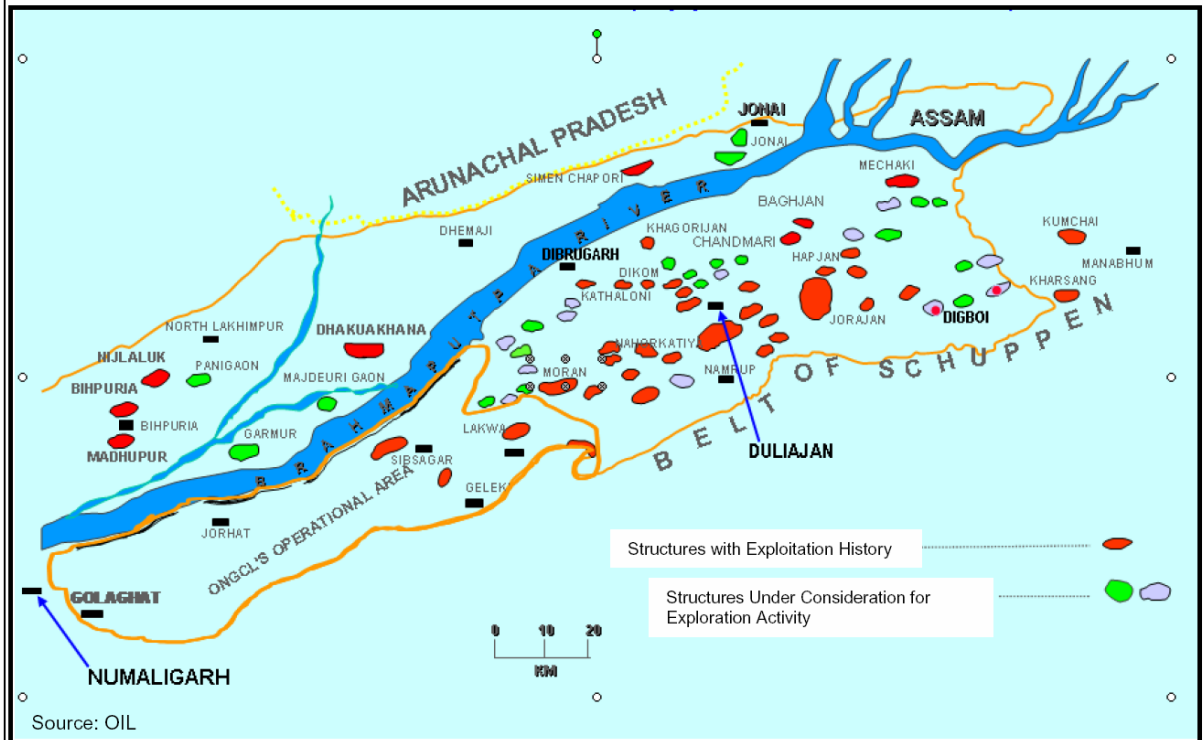 ARUNACHAL PRADESH
JONAI
JONAI
ASSAM
SIMEN CHAPORI
MECHAKI
BAGHJAN
KUMCHAI
MANABHUM
KHARSANG
DHEMAJI
DIBRUGARH
KHAGORIJAN
CHANDMARI
HAPJAN
DIKOM
KATHALONI
JORAJAN
DIGBOI
NORTH LAKHIMPUR
DHAKUAKHANA
NIJLALUK
PANIGAON
BIHPURIA
MAJDEURI GAON
NAHORKATIYA
MORAN
NAMRUP
BIHPURIA
MADHUPUR
GARMUR
BRAHMAPUTPA RIVER
LAKWA
SIBSAGAR
GELEKI
BELT OF SCHUPPEN
DULIAJAN
JORHAT
ONGCL'S OPERATIONAL AREA
GOLAGHAT
NUMALIGARH
Structures with Exploitation History
Structures Under Consideration for
Exploration Activity
0 10 20
KM
Source: OIL